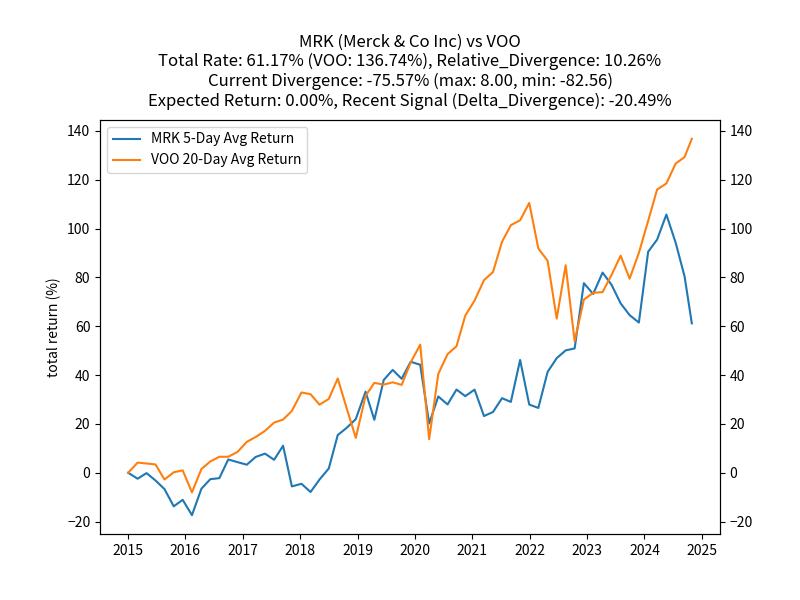 MRK (Merck & Co Inc) vs VOO
Total Rate: 61.17% (VOO: 136.74%), Relative_Divergence: 10.26%
Current Divergence: -75.57% (max: 8.00, min: -82.56)
Expected Return: 0.00%, Recent Signal (Delta_Divergence): -20.49%
MRK 5-Day Avg Return
VOO 20-Day Avg Return
total return (%)
140 140
120 120
100 100
80 80
60 60
40 40
20 20
0 0
−20 −20
2015 2016 2017 2018 2019 2020 2021 2022 2023 2024 2025